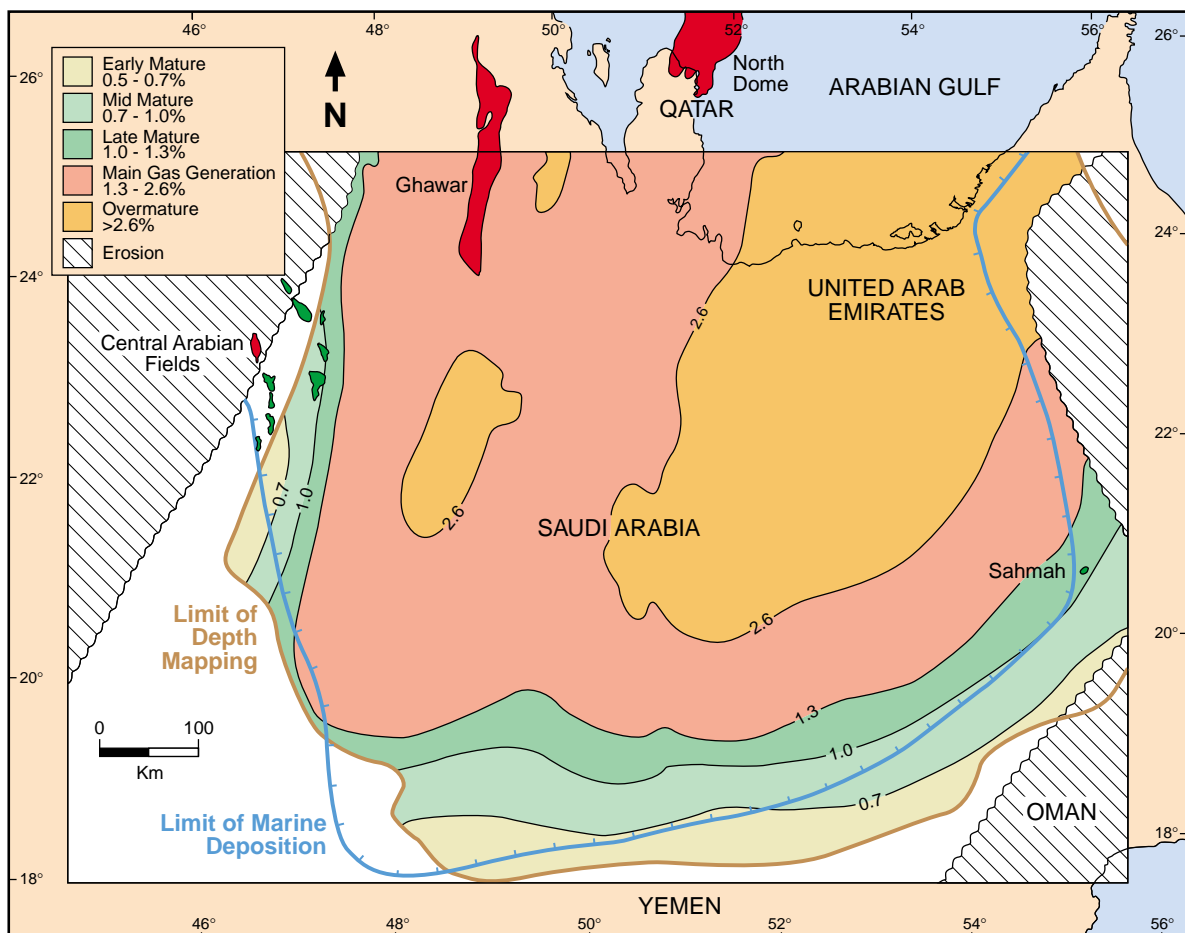 46°
48°
50°
52°
54°
56°
26°
26°
Early Mature
0.5 - 0.7%
Mid Mature
0.7 - 1.0%
Late Mature
1.0 - 1.3%
Main Gas Generation
1.3 - 2.6%
Overmature
>2.6%
Erosion
N
North
Dome
QATAR
ARABIAN GULF
Ghawar
24°
24°
UNITED ARAB
EMIRATES
2.6
Central Arabian
Fields
22°
22°
0.7
1.0
2.6
SAUDI ARABIA
Sahmah
Limit of
Depth
Mapping
2.6
20°
20°
0
100
Km
1.3
1.0
0.7
Limit of Marine
Deposition
OMAN
18°
18°
YEMEN
46°
48°
50°
52°
54°
56°